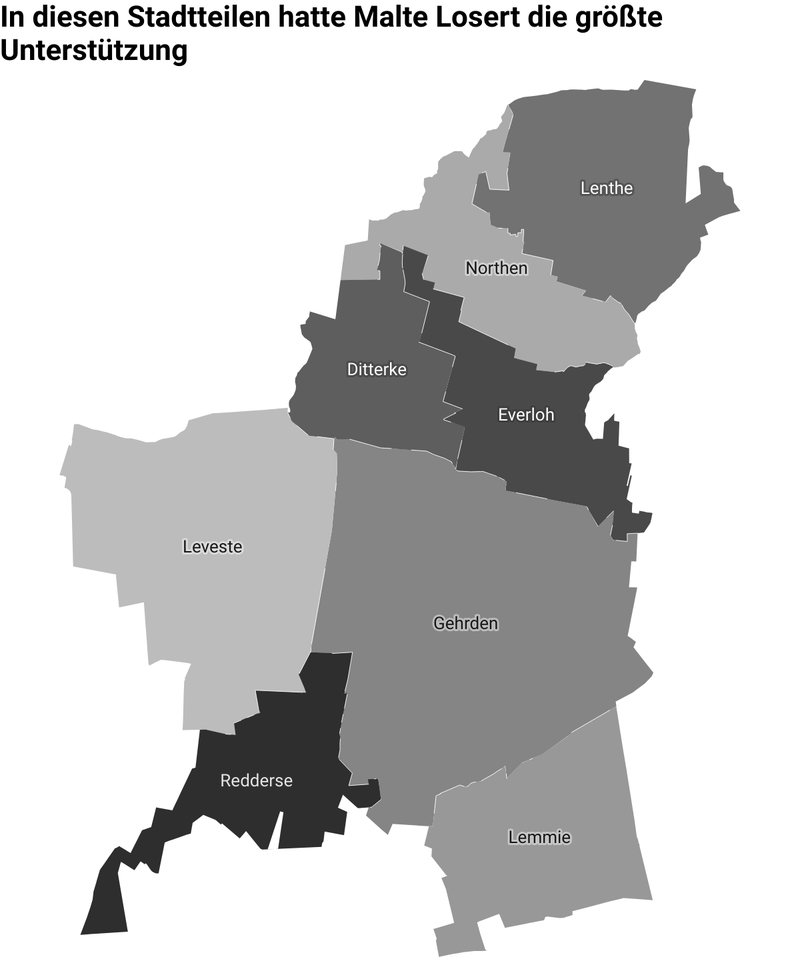 In diesen Stadtteilen hatte Malte Losert die größte
Unterstützung
Lenthe
Northen
Ditterke
Everloh
Leveste
Gehrden
Redderse
Lemmie